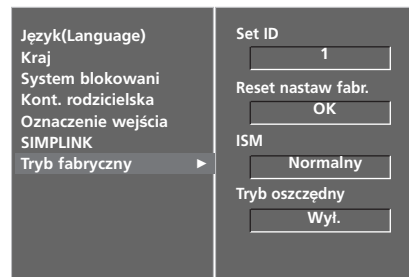 Język(Language)
Kraj
System blokowani
Kont. rodzicielska
Oznaczenie wejścia
SIMPLINK
Tryb fabryczny ►
Set ID
1
Reset nastaw fabr.
OK
ISM
Normalny
Tryb oszczędny
Wył.